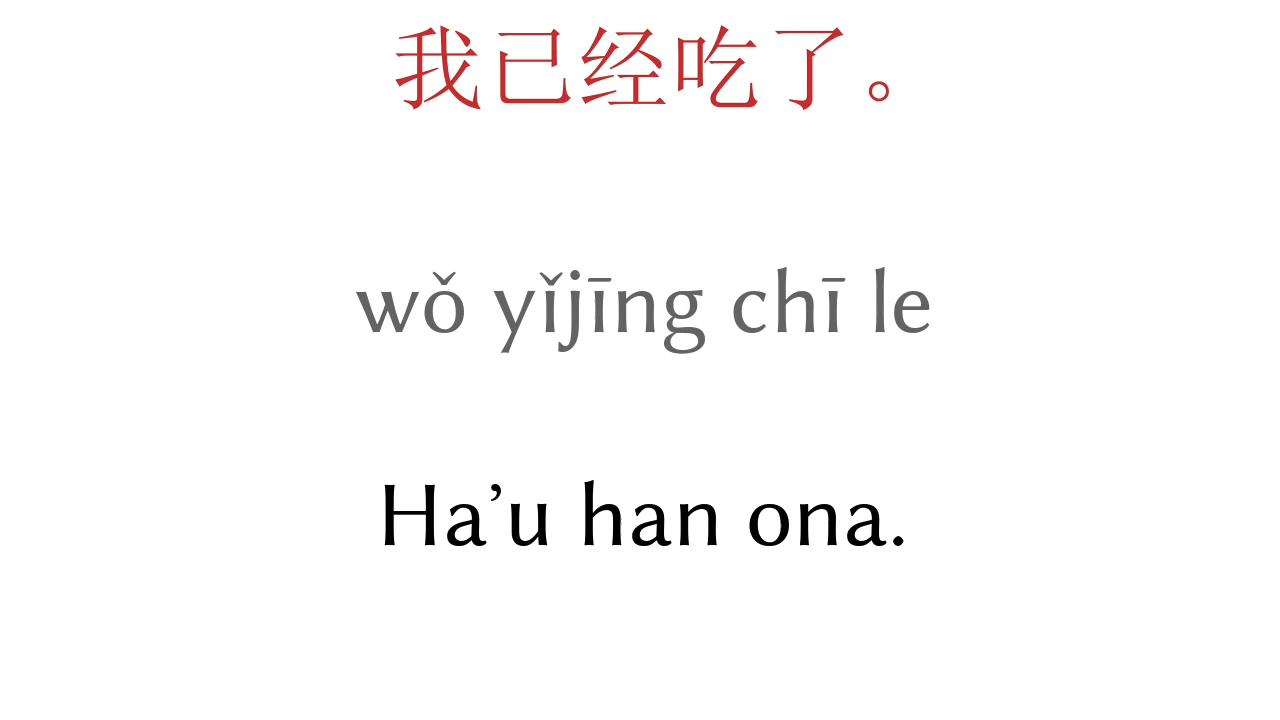 我已经吃了。
wǒ yǐjīng chī le
Ha’u han ona.